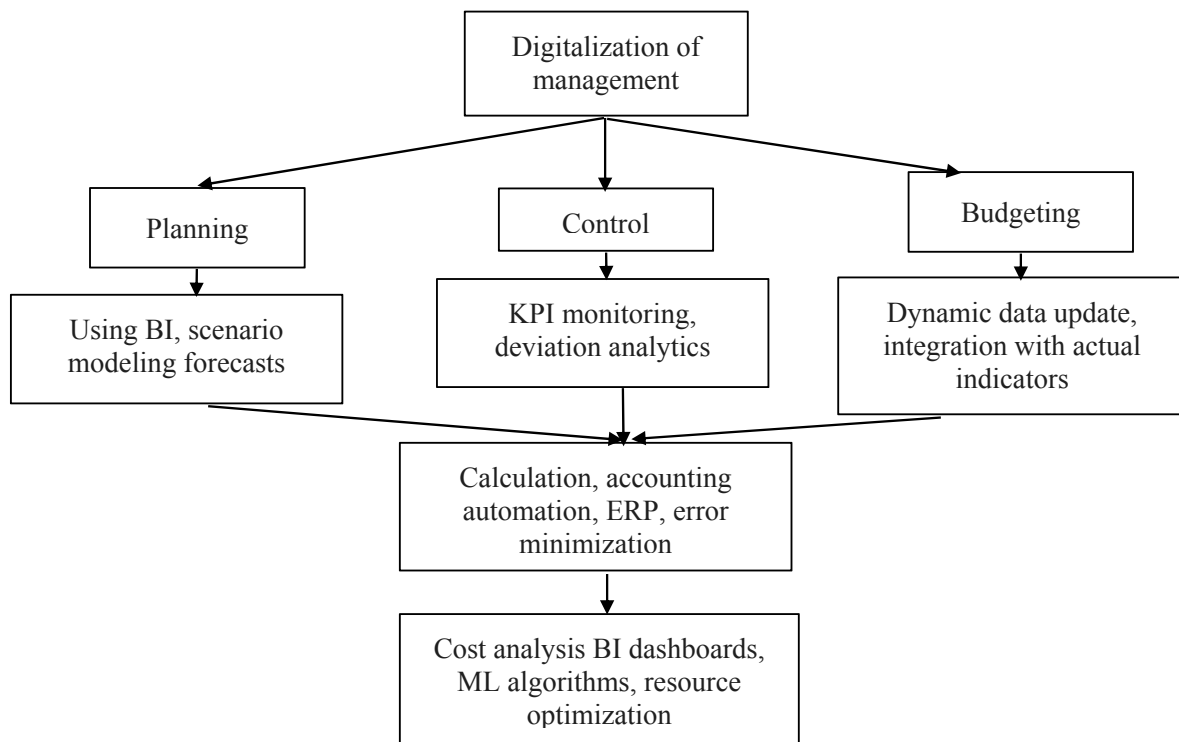 Digitalization of
management
Planning
Control
Budgeting
Using BI, scenario
modeling forecasts
KPI monitoring,
deviation analytics
Dynamic data update,
integration with actual
indicators
Calculation, accounting
automation, ERP, error
minimization
Cost analysis BI dashboards,
ML algorithms, resource
optimization